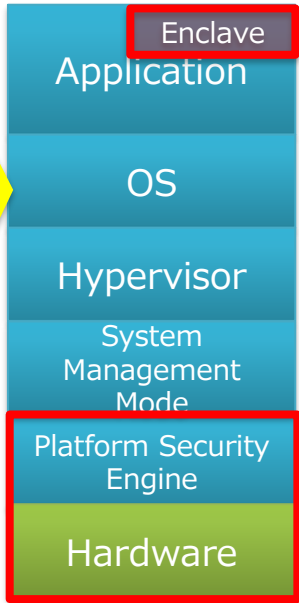 Enclave
Application
OS
Hypervisor
System
Management
Mode
Platform Security
Engine
Hardware